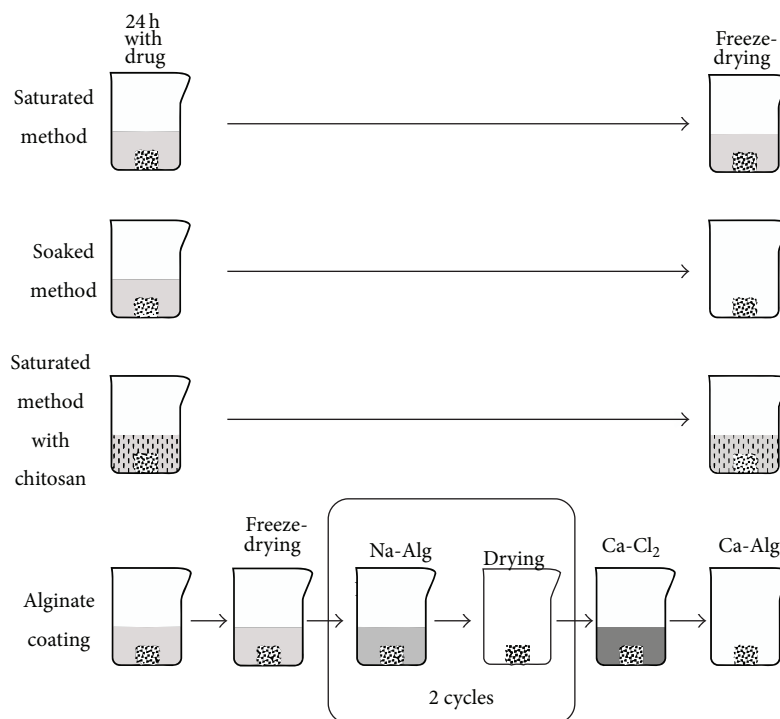 24 h
with
drug
Freeze-
drying
Saturated
method
Soaked
method
Saturated
method
with
chitosan
Freeze-
drying
Na-Alg
Drying
Ca-Cl₂
Ca-Alg
Alginate
coating
2 cycles